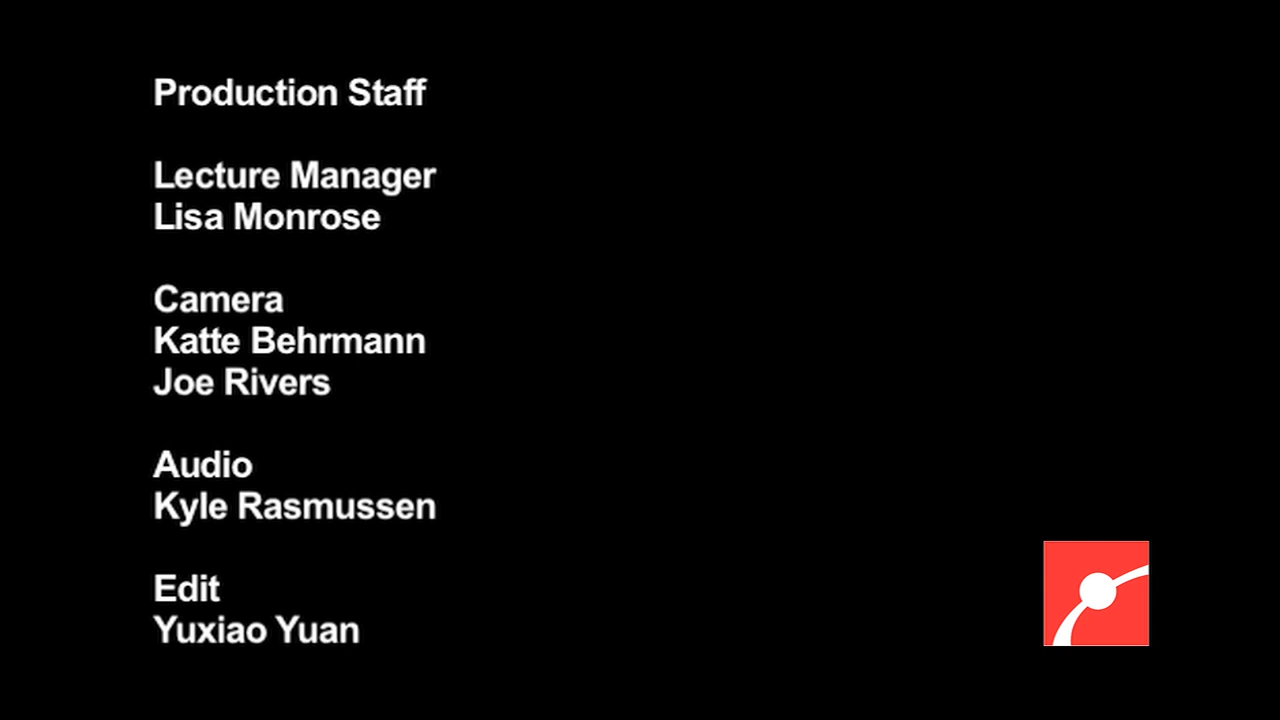 Production Staff
Lecture Manager
Lisa Monrose
Camera
Katte Behrmann
Joe Rivers
Audio
Kyle Rasmussen
Edit
Yuxiao Yuan